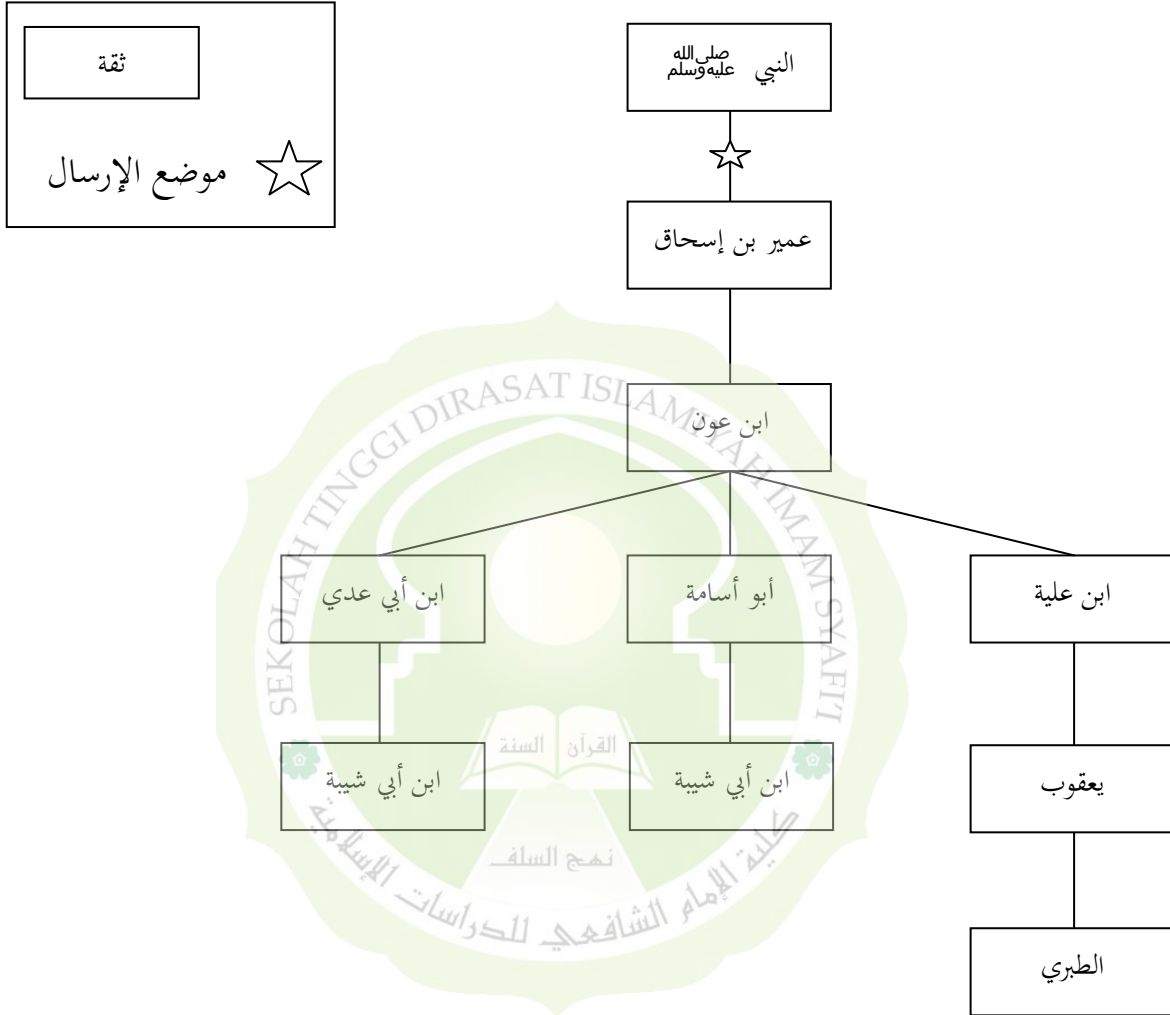 ثقة
موضع الإرسال
النبي صلى الله عليه وسلم
عمير بن إسحاق
ابن عون
ابن أبي عدي
أبو أسامة
ابن علية
ابن أبي شيبة
ابن أبي شيبة
يعقوب
الطبري
SEKOLAH TINGGI DIRASAT ISLAMIYAH IMAM SYAFI'I
القرآن
السنة
نهج السلف
كلية الإمام الشافعي للدراسات الإسلامية